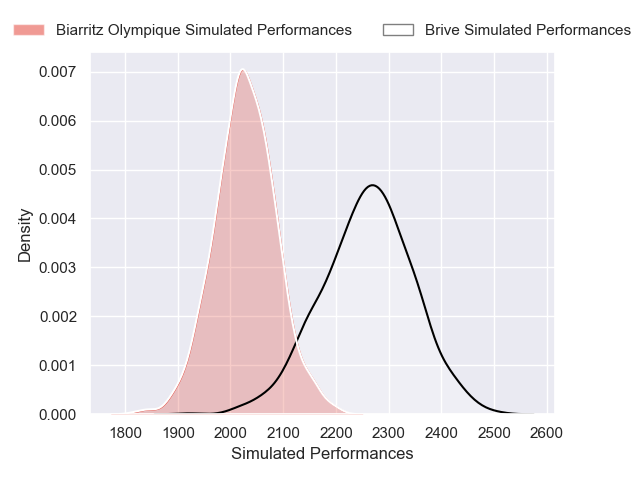 Biarritz Olympique Simulated Performances
Brive Simulated Performances
0.007
0.006
0.005
0.004
0.003
0.002
0.001
0.000
Density
1800 1900 2000 2100 2200 2300 2400 2500 2600
Simulated Performances